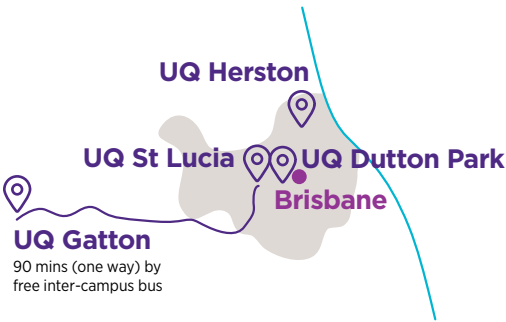 UQ Herston
UQ St Lucia
UQ Dutton Park
Brisbane
UQ Gatton
90 mins (one way) by
free inter-campus bus